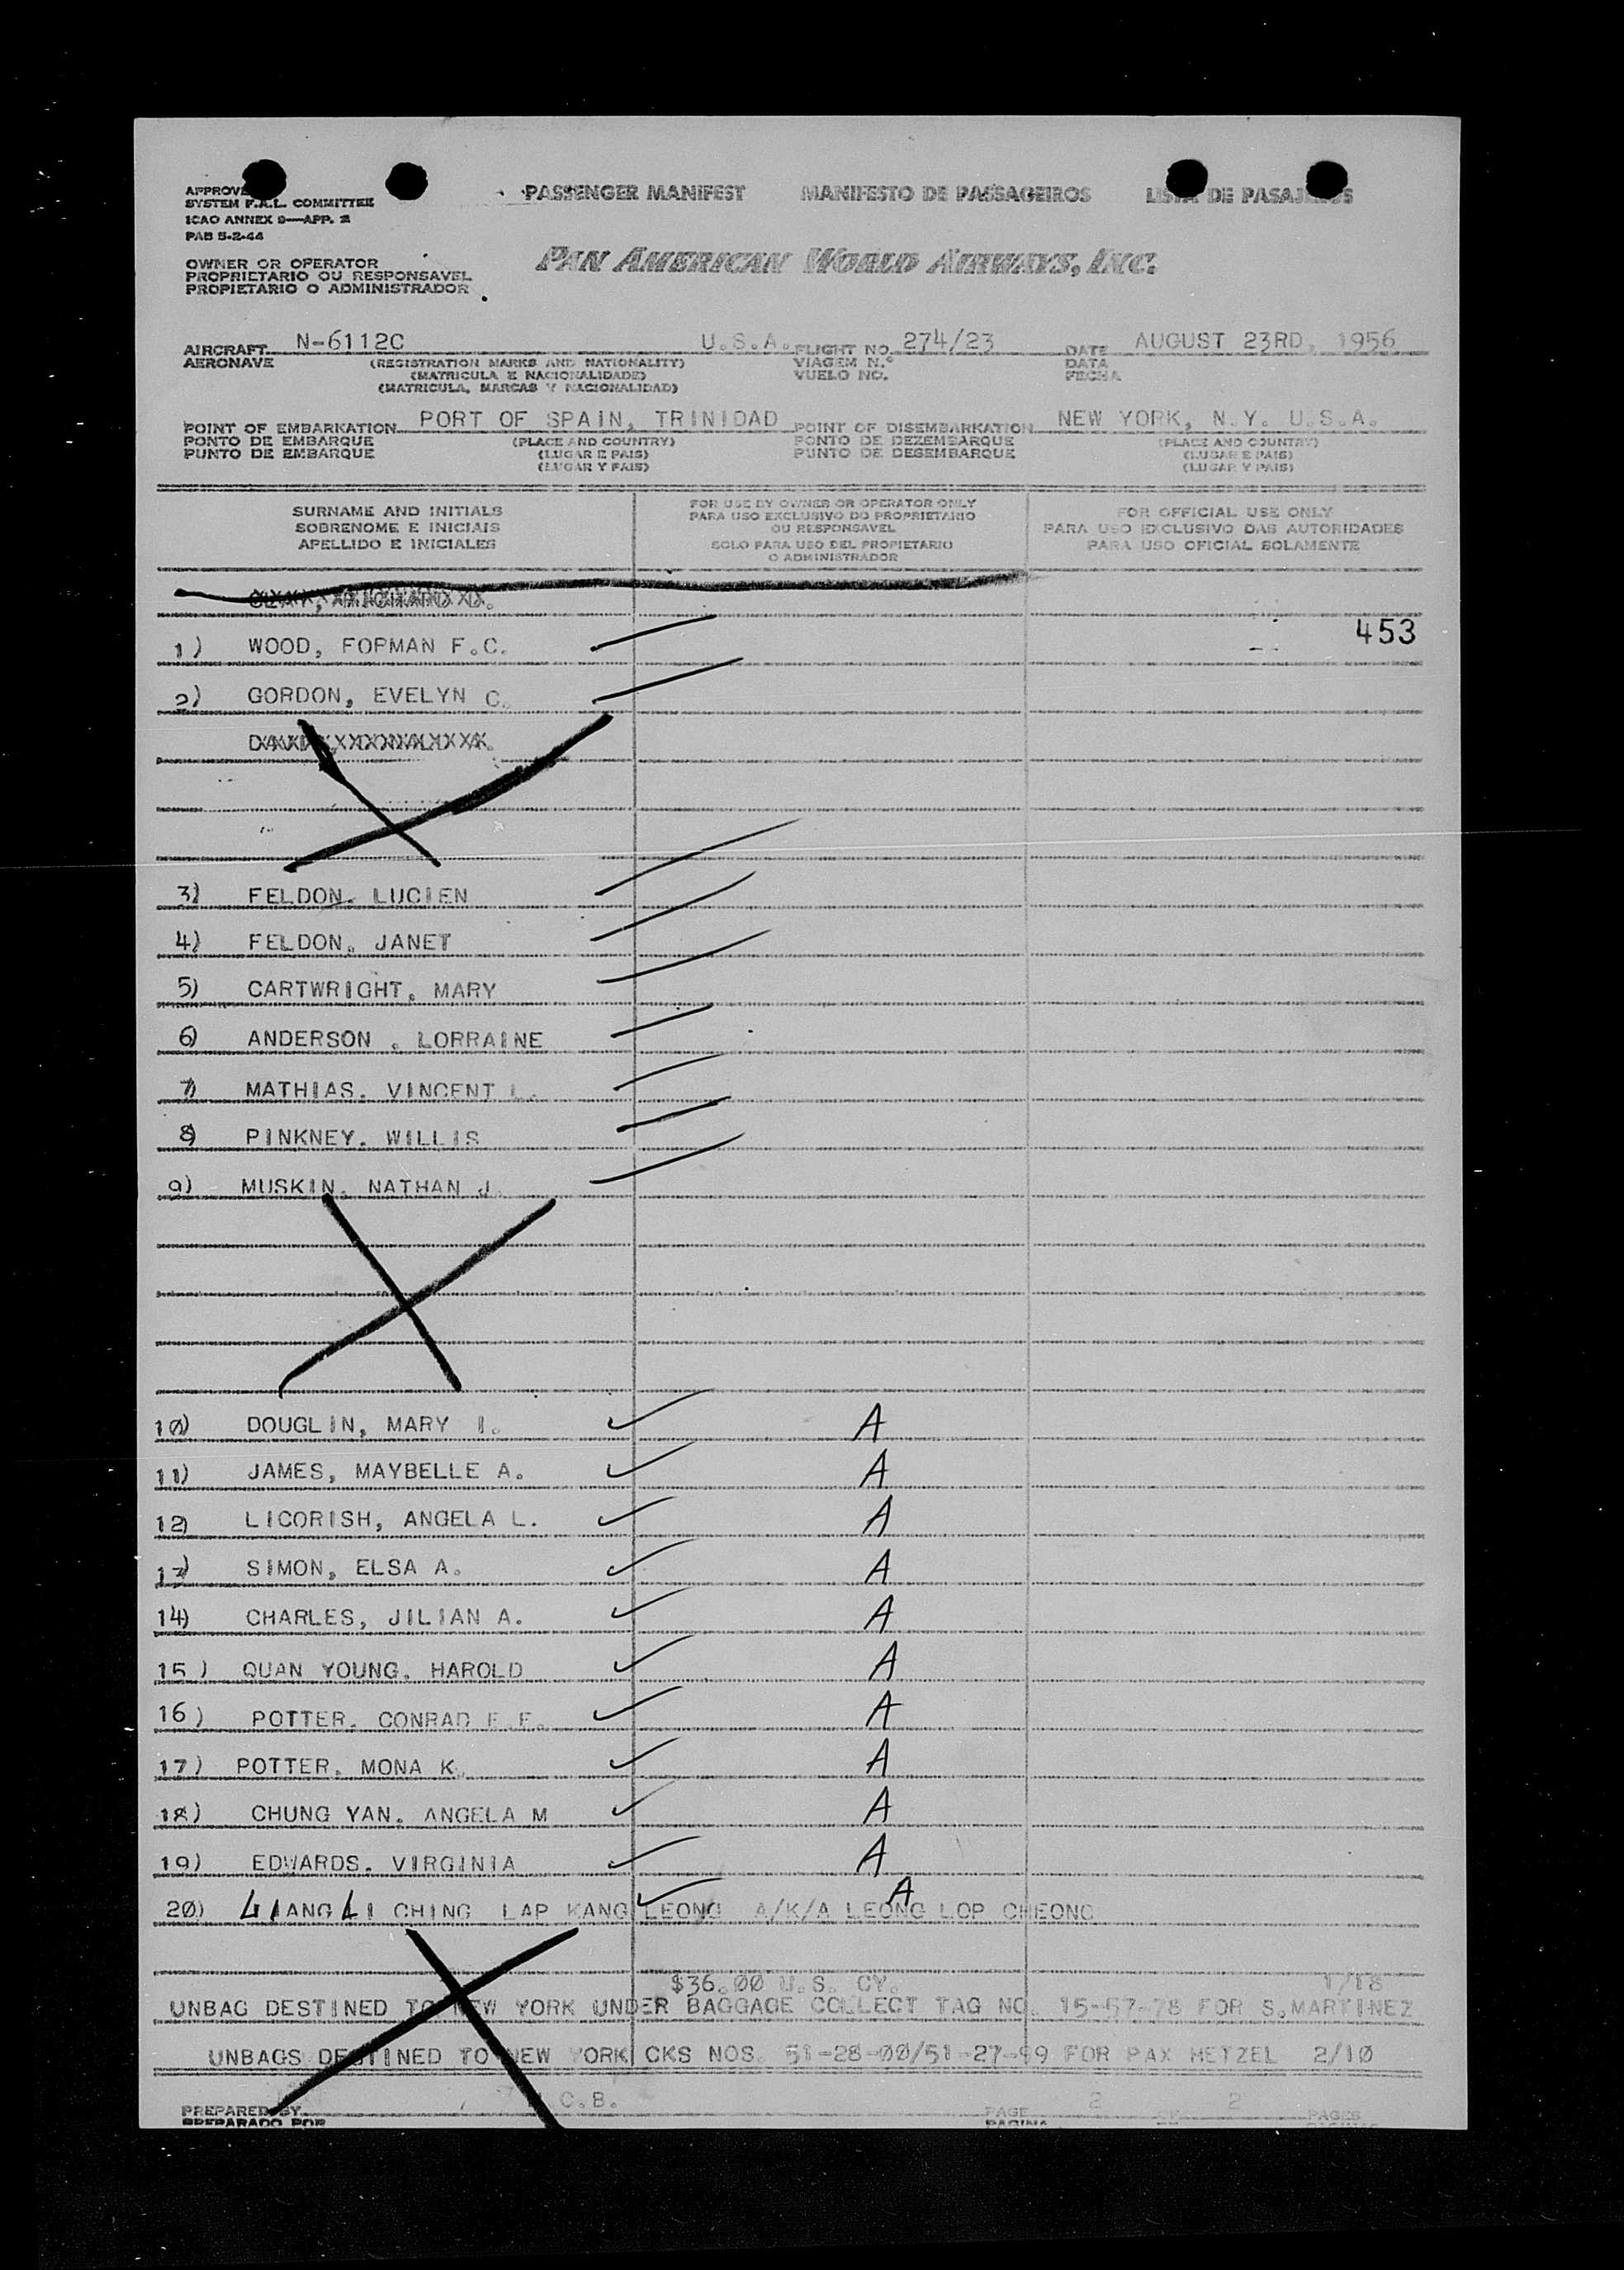 PASSENGER MANIFEST MANIFESTO DE PASSAGEIROS LISTA DE PASAJEROS
SYSTEM F.A.L. COMMITTEE
ICAO ANNEX 9—APP. 2
PAB 5-2-44
OWNER OR OPERATOR
PROPRIETARIO OU RESPONSAVEL
PROPIETARIO O ADMINISTRADOR
PAN AMERICAN WORLD AIRWAYS, INC.
AIRCRAFT N-6112C U.S.A. FLIGHT NO. 274/23 DATE AUGUST 23RD, 1956
AERONAVE (REGISTRATION MARKS AND NATIONALITY) VIAGEM N.º DATA
(MATRICULA E NACIONALIDADE) VUELO NO. FECHA
(MATRICULA, MARCAS Y NACIONALIDAD)
POINT OF EMBARKATION PORT OF SPAIN, TRINIDAD POINT OF DISEMBARKATION NEW YORK, N.Y. U.S.A.
PONTO DE EMBARQUE (PLACE AND COUNTRY) PONTO DE DEZEMBARQUE (PLACE AND COUNTRY)
PUNTO DE EMBARQUE (LUGAR E PAIS) PUNTO DE DESEMBARQUE (LUGAR E PAIS)
(LUGAR Y PAIS) (LUGAR Y PAIS)
SURNAME AND INITIALS
SOBRENOME E INICIAIS
APELLIDO E INICIALES
FOR USE BY OWNER OR OPERATOR ONLY
PARA USO EXCLUSIVO DO PROPRIETARIO
OU RESPONSAVEL
SOLO PARA USO DEL PROPIETARIO
O ADMINISTRADOR
FOR OFFICIAL USE ONLY
PARA USO EXCLUSIVO DAS AUTORIDADES
PARA USO OFICIAL SOLAMENTE
453
1) WOOD, FOPMAN F.C.
2) GORDON, EVELYN C.
3) FELDON. LUCIEN
4) FELDON. JANET
5) CARTWRIGHT. MARY
6) ANDERSON . LORRAINE
7) MATHIAS. VINCENT L.
8) PINKNEY. WILLIS
9) MUSKIN. NATHAN J.
10) DOUGLIN, MARY I. A
11) JAMES, MAYBELLE A. A
12) LICORISH, ANGELA L. A
13) SIMON, ELSA A. A
14) CHARLES, JILIAN A. A
15) QUAN YOUNG. HAROLD A
16) POTTER. CONRAD E.E. A
17) POTTER. MONA K. A
18) CHUNG YAN. ANGELA M A
19) EDWARDS. VIRGINIA A
20) LIANG LI CHING LAP KANG LEONG A/K/A LEONG LOP CHEONG A
$36.00 U.S. CY. 1/18
UNBAG DESTINED TO NEW YORK UNDER BAGGAGE COLLECT TAG NO. 15-57-78 FOR S.MARTINEZ
UNBAGS DESTINED TO NEW YORK CKS NOS. 51-28-00/51-27-99 FOR PAX METZEL 2/10
PREPARED BY C.B. PAGE 2 2 PAGES
PREPARADO POR PAGINA